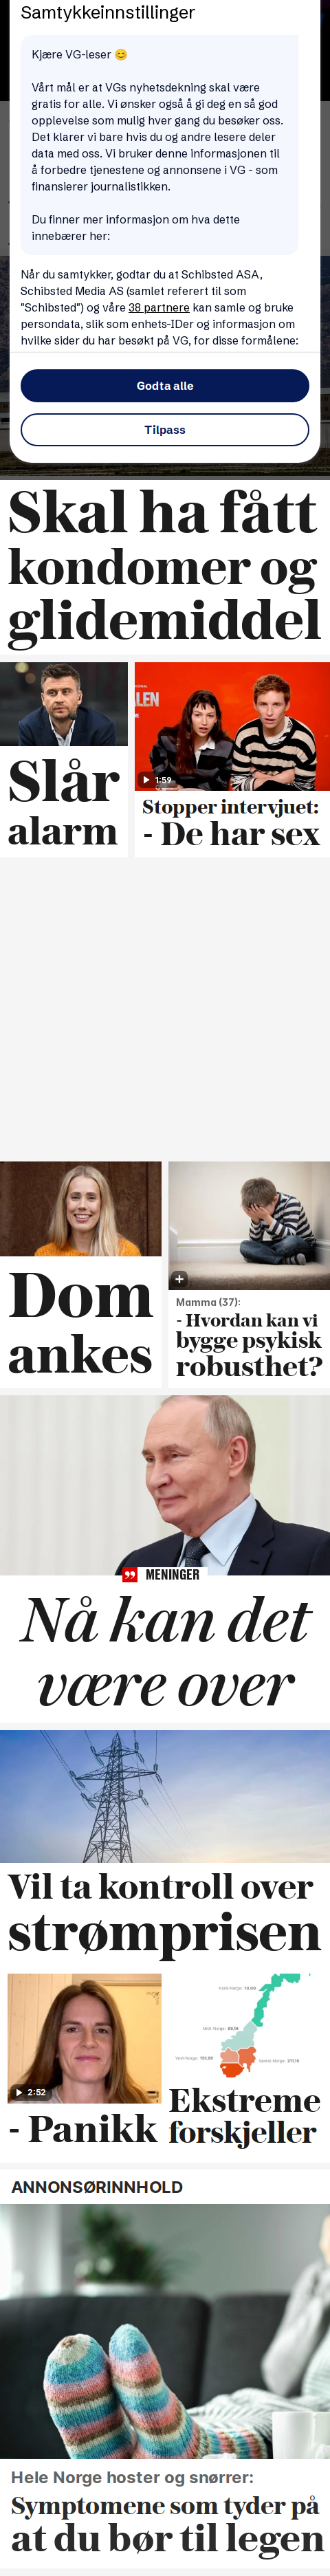 Samtykkeinnstillinger
Kjære VG-leser 😊
Vårt mål er at VGs nyhetsdekning skal være
gratis for alle. Vi ønsker også å gi deg en så god
opplevelse som mulig hver gang du besøker oss.
Det klarer vi bare hvis du og andre lesere deler
data med oss. Vi bruker denne informasjonen til
å forbedre tjenestene og annonsene i VG - som
finansierer journalistikken.
Du finner mer informasjon om hva dette
innebærer her:
Når du samtykker, godtar du at Schibsted ASA,
Schibsted Media AS (samlet referert til som
"Schibsted") og våre 38 partnere kan samle og bruke
persondata, slik som enhets-IDer og informasjon om
hvilke sider du har besøkt på VG, for disse formålene:
Godta alle
Tilpass
Skal ha fått
kondomer og
glidemiddel
Slår
alarm
1:59
Stopper intervjuet:
- De har sex
Dom
ankes
Mamma (37):
- Hvordan kan vi
bygge psykisk
robusthet?
MENINGER
Nå kan det
være over
Vil ta kontroll over
strømprisen
2:52
- Panikk
Ekstreme
forskjeller
ANNONSØRINNHOLD
Hele Norge hoster og snørrer:
Symptomene som tyder på
at du bør til legen